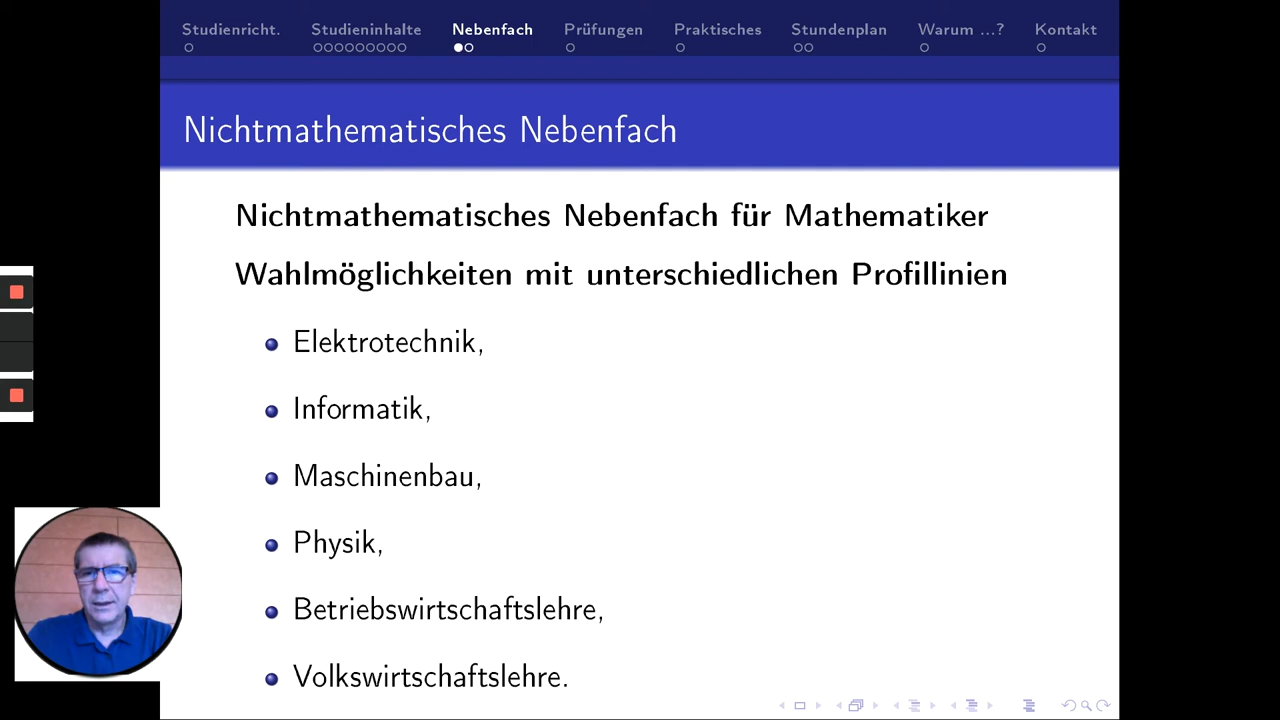 Studienricht. Studieninhalte Nebenfach Prüfungen Praktisches Stundenplan Warum ...? Kontakt
Nichtmathematisches Nebenfach
Nichtmathematisches Nebenfach für Mathematiker
Wahlmöglichkeiten mit unterschiedlichen Profillinien
Elektrotechnik,
Informatik,
Maschinenbau,
Physik,
Betriebswirtschaftslehre,
Volkswirtschaftslehre.